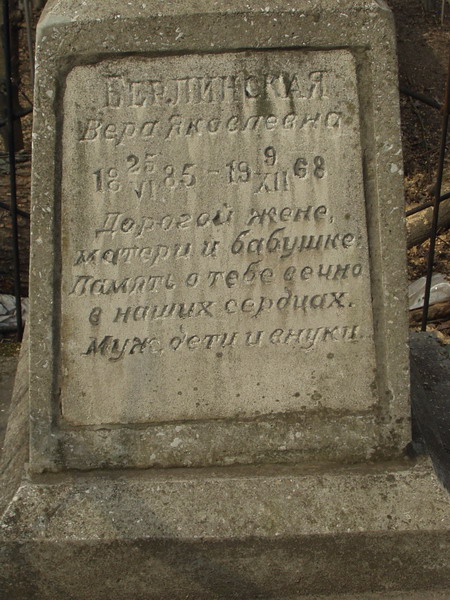 БЕРЛИНСКАЯ
Вера Яковлевна
18 25/VI 85 - 19 9/XII 68
Дорогой жене,
матери и бабушке.
Память о тебе вечно
в наших сердцах.
Муж, дети и внуки